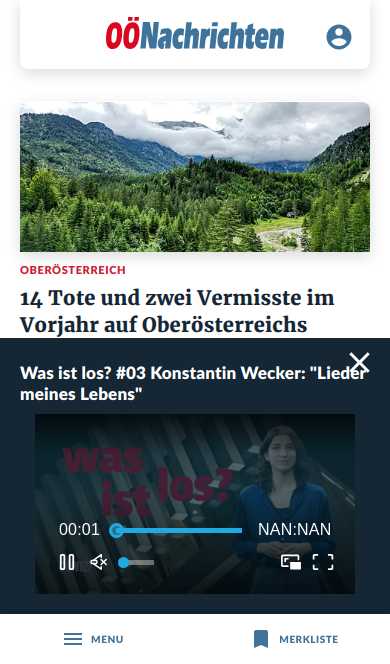 OÖNachrichten
OBERÖSTERREICH
14 Tote und zwei Vermisste im
Vorjahr auf Oberösterreichs
Was ist los? #03 Konstantin Wecker: "Lieder
meines Lebens"
was
ist los?
00:01
NAN:NAN
MENU
MERKLISTE